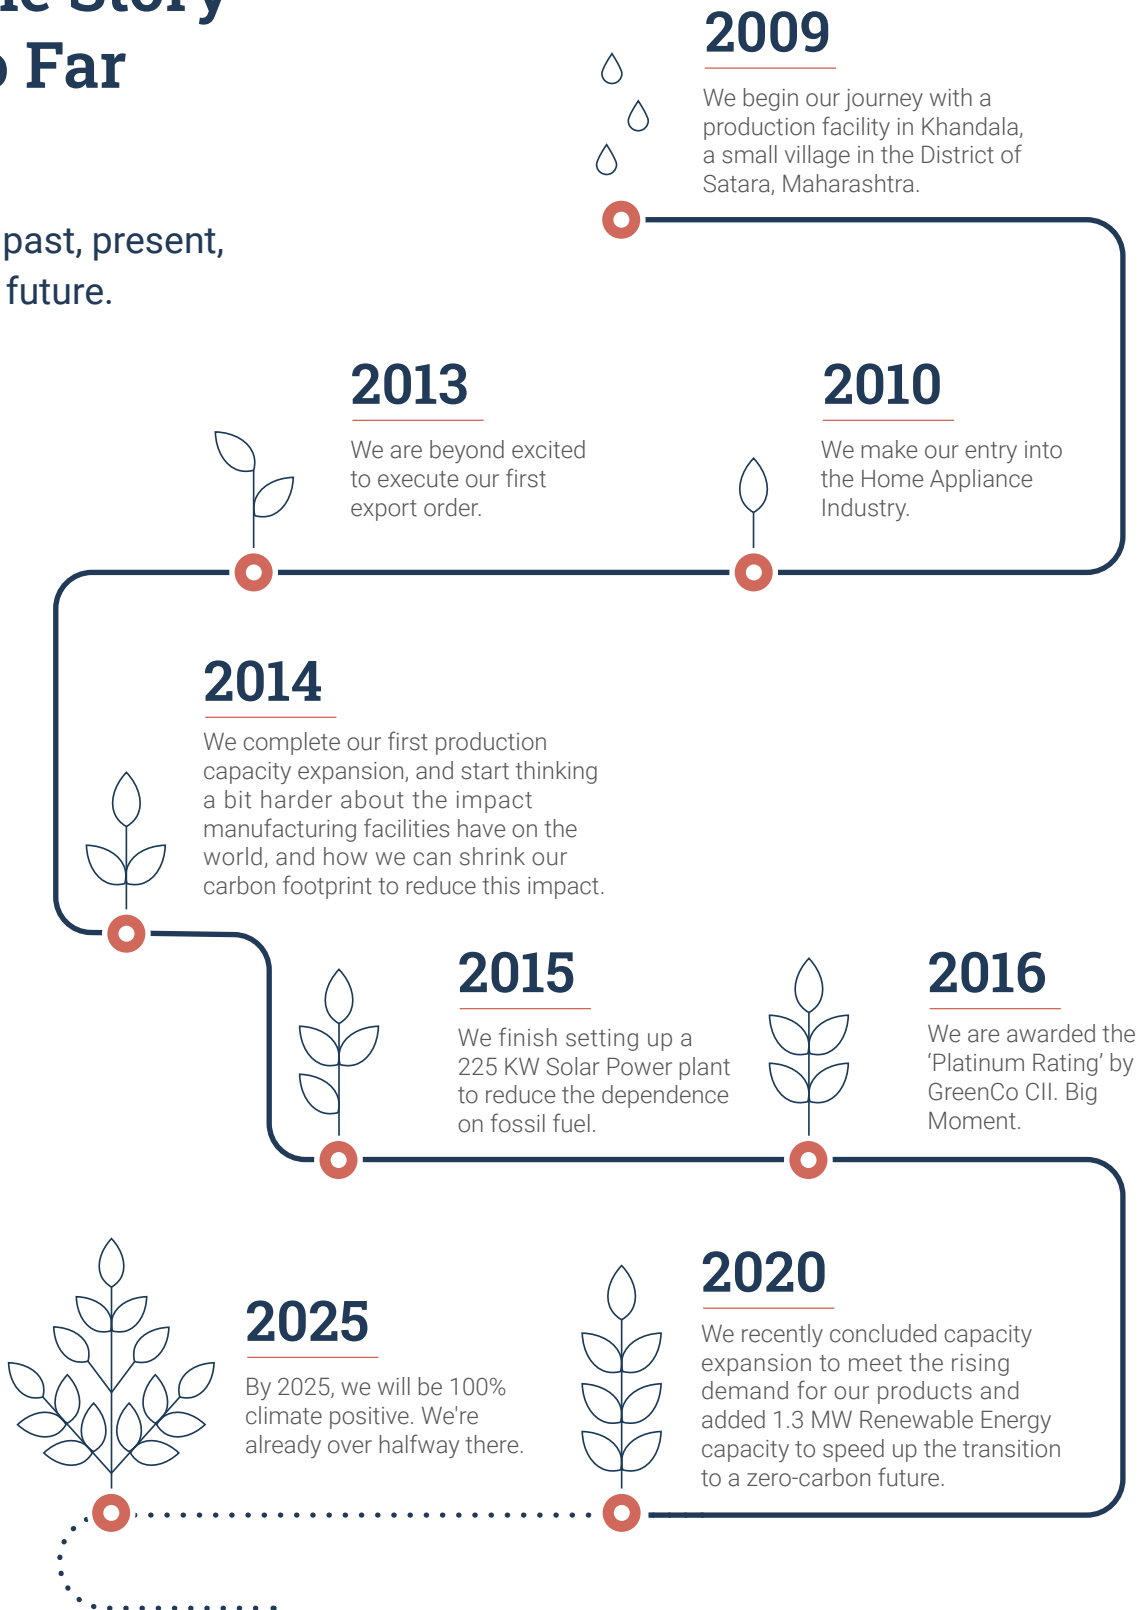 Story
Far
past, present,
future.
2009
We begin our journey with a
production facility in Khandala,
a small village in the District of
Satara, Maharashtra.
2010
We make our entry into
the Home Appliance
Industry.
2013
We are beyond excited
to execute our first
export order.
2014
We complete our first production
capacity expansion, and start thinking
a bit harder about the impact
manufacturing facilities have on the
world, and how we can shrink our
carbon footprint to reduce this impact.
2015
We finish setting up a
225 KW Solar Power plant
to reduce the dependence
on fossil fuel.
2016
We are awarded the
‘Platinum Rating’ by
GreenCo CII. Big
Moment.
2020
We recently concluded capacity
expansion to meet the rising
demand for our products and
added 1.3 MW Renewable Energy
capacity to speed up the transition
to a zero-carbon future.
2025
By 2025, we will be 100%
climate positive. We're
already over halfway there.